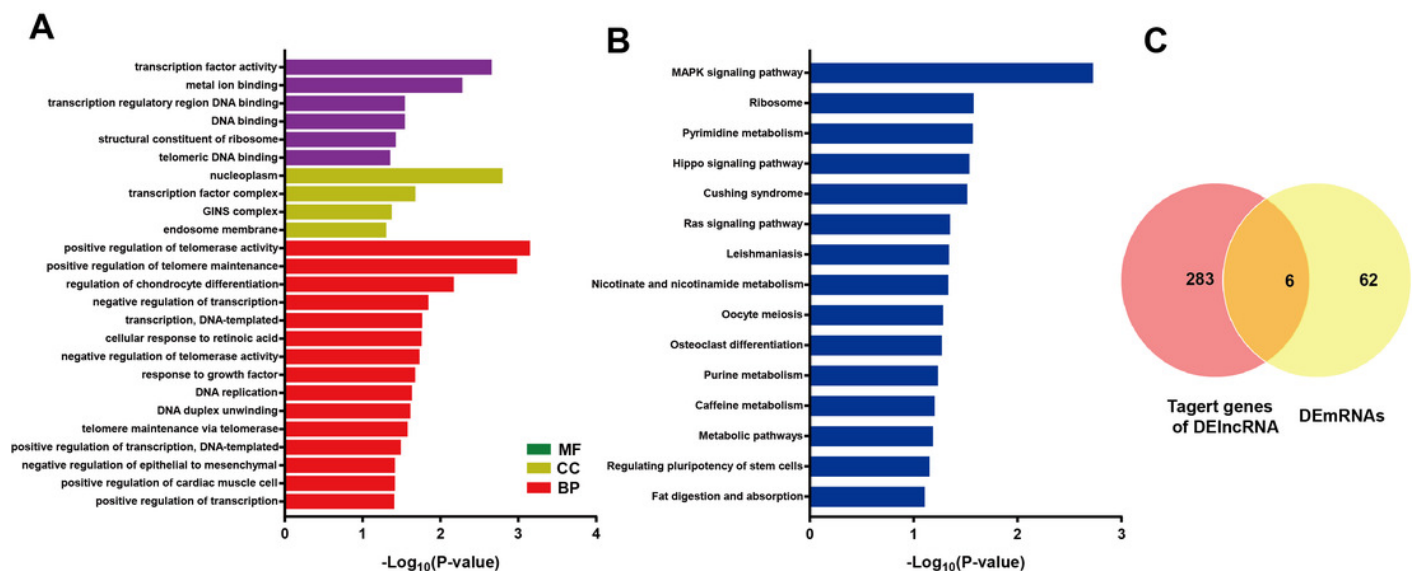 A
transcription factor activity
metal ion binding
transcription regulatory region DNA binding
DNA binding
structural constituent of ribosome
telomeric DNA binding
nucleoplasm
transcription factor complex
GINS complex
endosome membrane
positive regulation of telomerase activity
positive regulation of telomere maintenance
regulation of chondrocyte differentiation
negative regulation of transcription
transcription, DNA-templated
cellular response to retinoic acid
negative regulation of telomerase activity
response to growth factor
DNA replication
DNA duplex unwinding
telomere maintenance via telomerase
positive regulation of transcription, DNA-templated
negative regulation of epithelial to mesenchymal
positive regulation of cardiac muscle cell
positive regulation of transcription
MF
CC
BP
0 1 2 3 4
-Log10(P-value)
B
MAPK signaling pathway
Ribosome
Pyrimidine metabolism
Hippo signaling pathway
Cushing syndrome
Ras signaling pathway
Leishmaniasis
Nicotinate and nicotinamide metabolism
Oocyte meiosis
Osteoclast differentiation
Purine metabolism
Caffeine metabolism
Metabolic pathways
Regulating pluripotency of stem cells
Fat digestion and absorption
0 1 2 3
-Log10(P-value)
C
283 6 62
Tagert genes
of DElncRNA
DEmRNAs